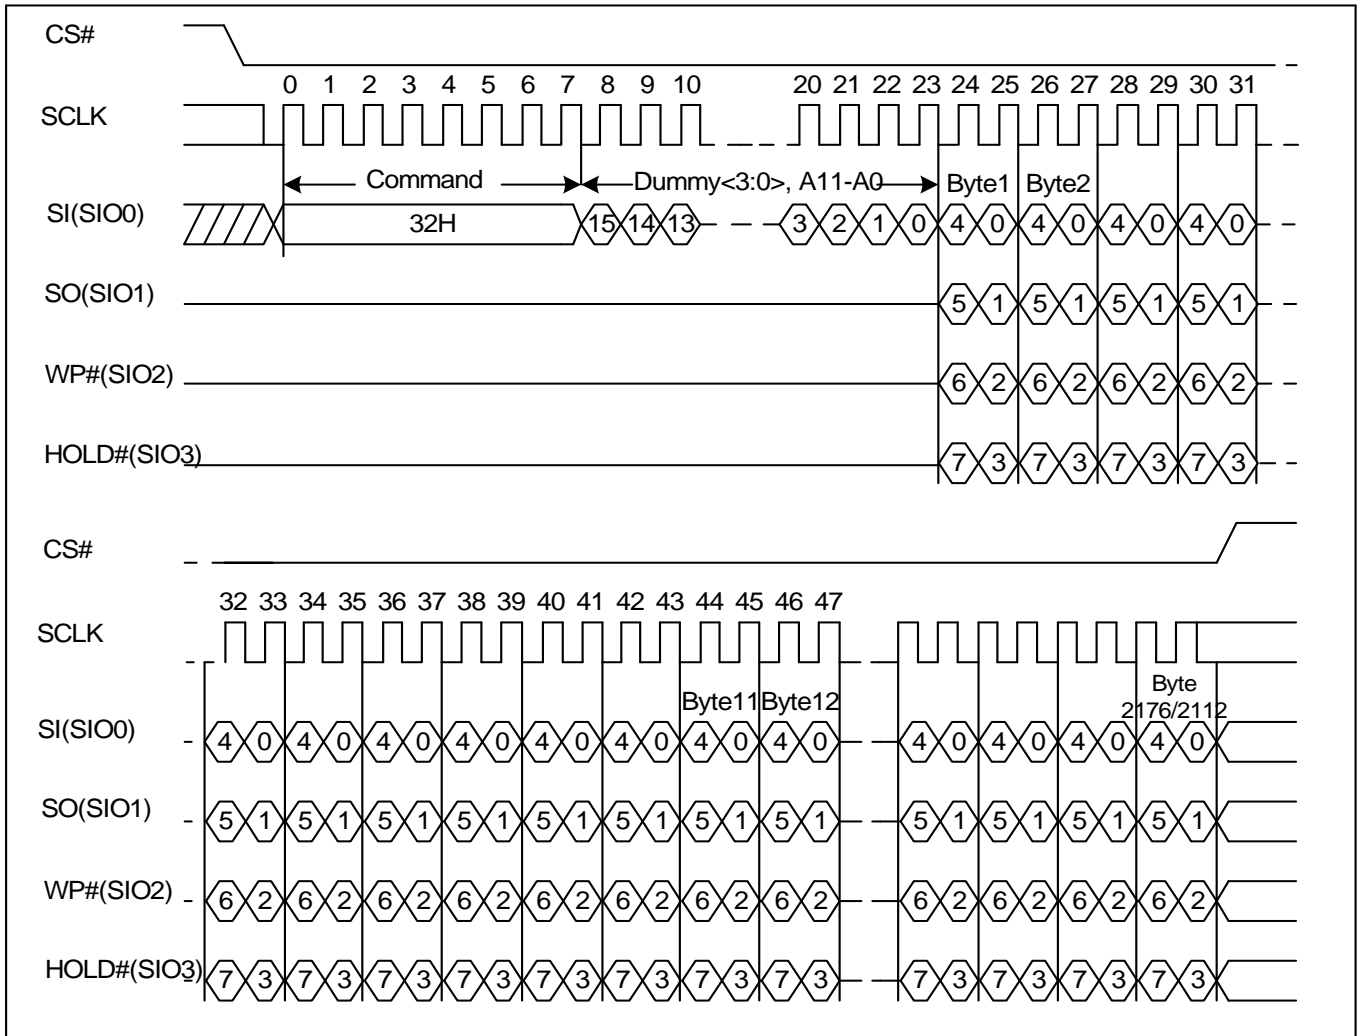 CS#
0 1 2 3 4 5 6 7 8 9 10 20 21 22 23 24 25 26 27 28 29 30 31
SCLK
Command Dummy<3:0>, A11-A0 Byte1 Byte2
SI(SIO0) 32H 15 14 13 3 2 1 0 4 0 4 0 4 0 4 0
SO(SIO1) 5 1 5 1 5 1 5 1
WP#(SIO2) 6 2 6 2 6 2 6 2
HOLD#(SIO3) 7 3 7 3 7 3 7 3
CS#
32 33 34 35 36 37 38 39 40 41 42 43 44 45 46 47
SCLK
Byte11 Byte12 Byte
2176/2112
SI(SIO0) 4 0 4 0 4 0 4 0 4 0 4 0 4 0 4 0 4 0 4 0 4 0 4 0
SO(SIO1) 5 1 5 1 5 1 5 1 5 1 5 1 5 1 5 1 5 1 5 1 5 1 5 1
WP#(SIO2) 6 2 6 2 6 2 6 2 6 2 6 2 6 2 6 2 6 2 6 2 6 2 6 2
HOLD#(SIO3) 7 3 7 3 7 3 7 3 7 3 7 3 7 3 7 3 7 3 7 3 7 3 7 3